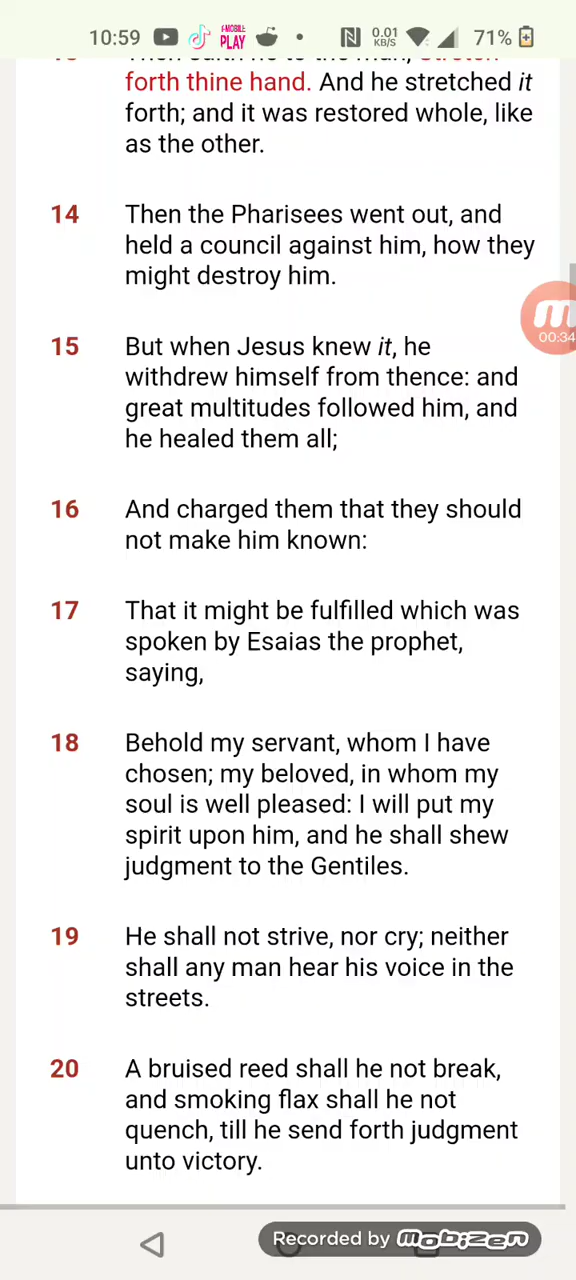 10:59 T-MOBILE PLAY 0.01 KB/S 71%
forth thine hand. And he stretched it
forth; and it was restored whole, like
as the other.
14 Then the Pharisees went out, and
held a council against him, how they
might destroy him.
00:34
15 But when Jesus knew it, he
withdrew himself from thence: and
great multitudes followed him, and
he healed them all;
16 And charged them that they should
not make him known:
17 That it might be fulfilled which was
spoken by Esaias the prophet,
saying,
18 Behold my servant, whom I have
chosen; my beloved, in whom my
soul is well pleased: I will put my
spirit upon him, and he shall shew
judgment to the Gentiles.
19 He shall not strive, nor cry; neither
shall any man hear his voice in the
streets.
20 A bruised reed shall he not break,
and smoking flax shall he not
quench, till he send forth judgment
unto victory.
Recorded by mobizen